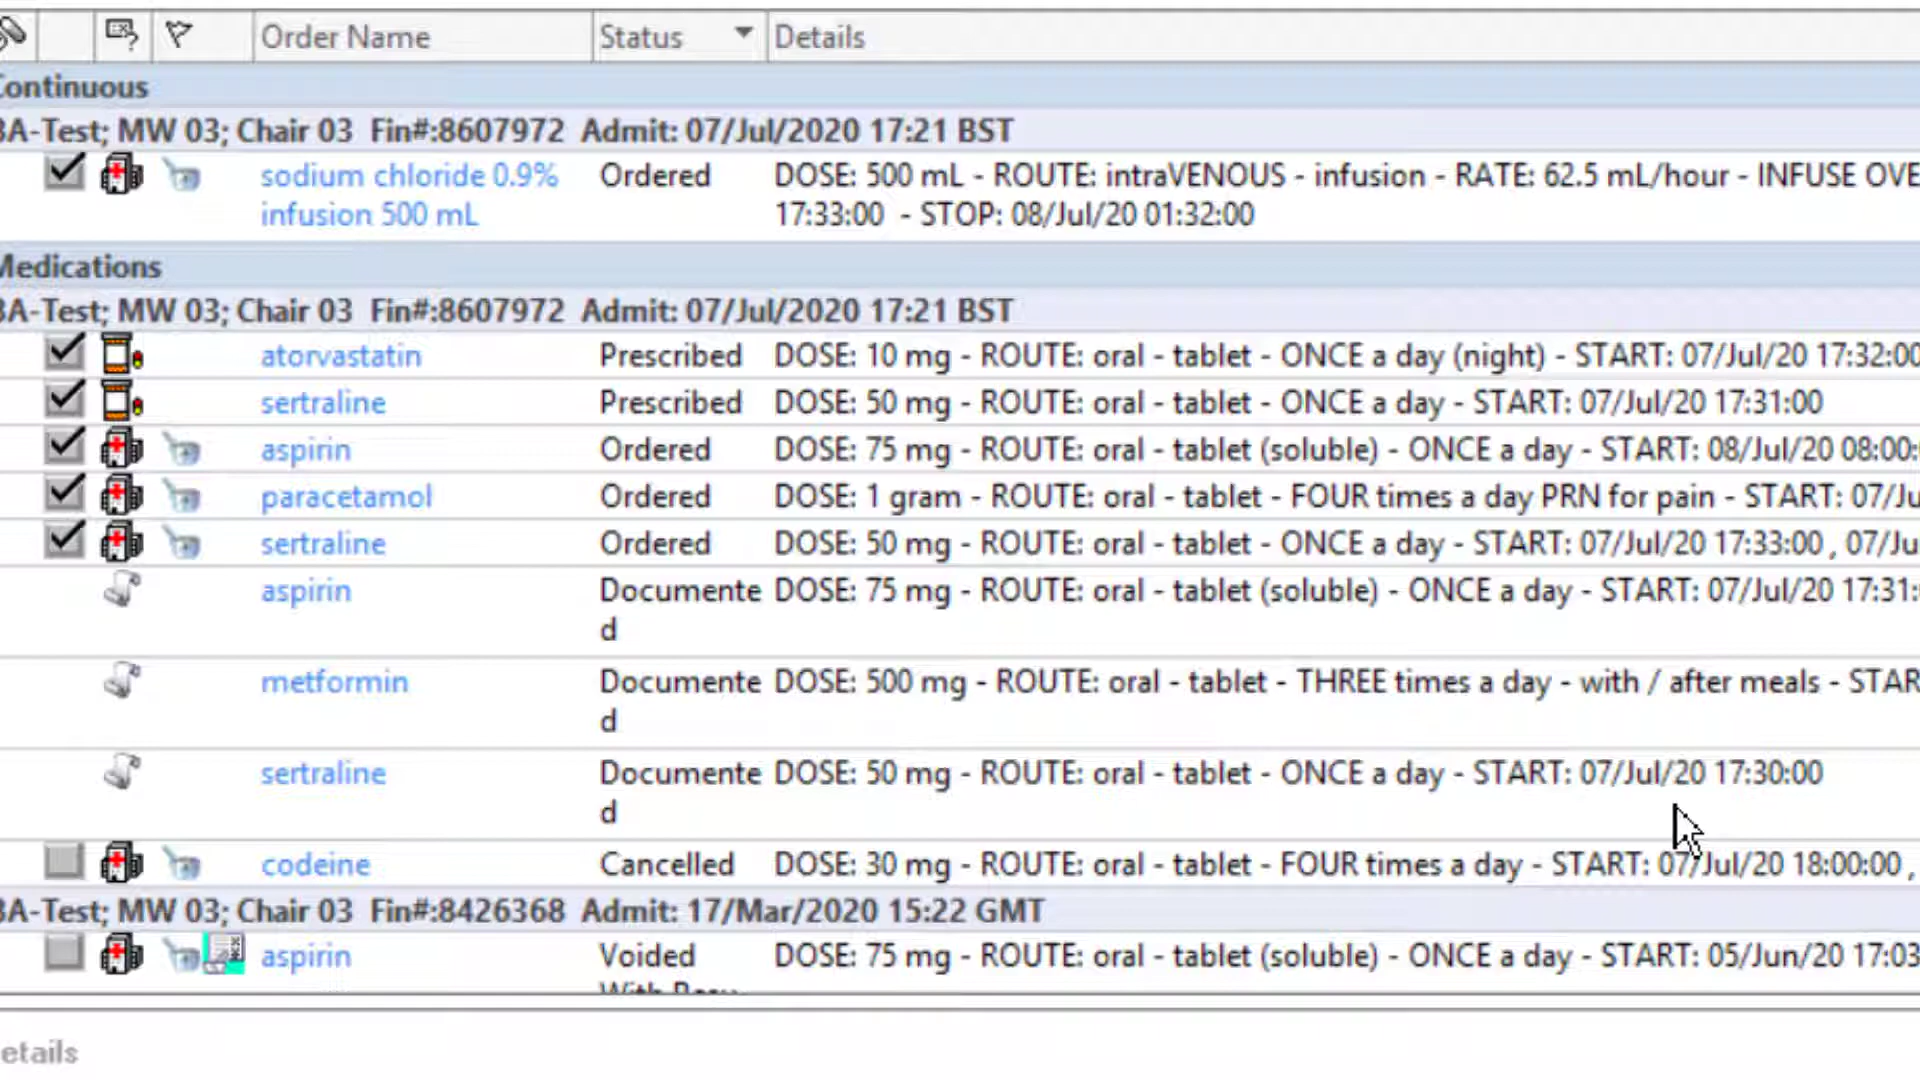 Order Name Status Details
Continuous
3A-Test; MW 03; Chair 03 Fin#:8607972 Admit: 07/Jul/2020 17:21 BST
sodium chloride 0.9% Ordered DOSE: 500 mL - ROUTE: intraVENOUS - infusion - RATE: 62.5 mL/hour - INFUSE OVE
infusion 500 mL 17:33:00 - STOP: 08/Jul/20 01:32:00
Medications
3A-Test; MW 03; Chair 03 Fin#:8607972 Admit: 07/Jul/2020 17:21 BST
atorvastatin Prescribed DOSE: 10 mg - ROUTE: oral - tablet - ONCE a day (night) - START: 07/Jul/20 17:32:00
sertraline Prescribed DOSE: 50 mg - ROUTE: oral - tablet - ONCE a day - START: 07/Jul/20 17:31:00
aspirin Ordered DOSE: 75 mg - ROUTE: oral - tablet (soluble) - ONCE a day - START: 08/Jul/20 08:00:
paracetamol Ordered DOSE: 1 gram - ROUTE: oral - tablet - FOUR times a day PRN for pain - START: 07/Ju
sertraline Ordered DOSE: 50 mg - ROUTE: oral - tablet - ONCE a day - START: 07/Jul/20 17:33:00 , 07/Ju
aspirin Documente DOSE: 75 mg - ROUTE: oral - tablet (soluble) - ONCE a day - START: 07/Jul/20 17:31:
d
metformin Documente DOSE: 500 mg - ROUTE: oral - tablet - THREE times a day - with / after meals - STAR
d
sertraline Documente DOSE: 50 mg - ROUTE: oral - tablet - ONCE a day - START: 07/Jul/20 17:30:00
d
codeine Cancelled DOSE: 30 mg - ROUTE: oral - tablet - FOUR times a day - START: 07/Jul/20 18:00:00 ,
3A-Test; MW 03; Chair 03 Fin#:8426368 Admit: 17/Mar/2020 15:22 GMT
aspirin Voided DOSE: 75 mg - ROUTE: oral - tablet (soluble) - ONCE a day - START: 05/Jun/20 17:03
With
etails